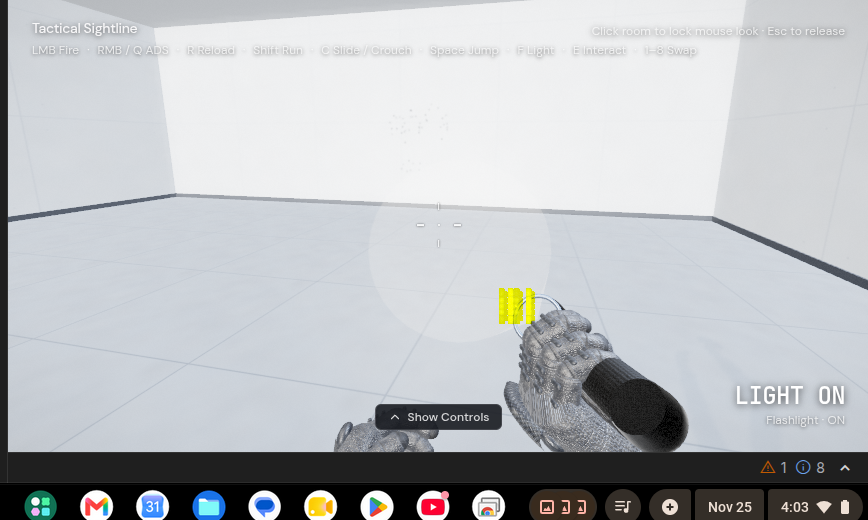 Tactical Sightline
Click room to lock mouse look · Esc to release
LMB Fire · RMB / Q ADS · R Reload · Shift Run · C Slide / Crouch · Space Jump · F Light · E Interact · 1–8 Swap
LIGHT ON
Flashlight · ON
Show Controls
1 8
31
Nov 25
4:03